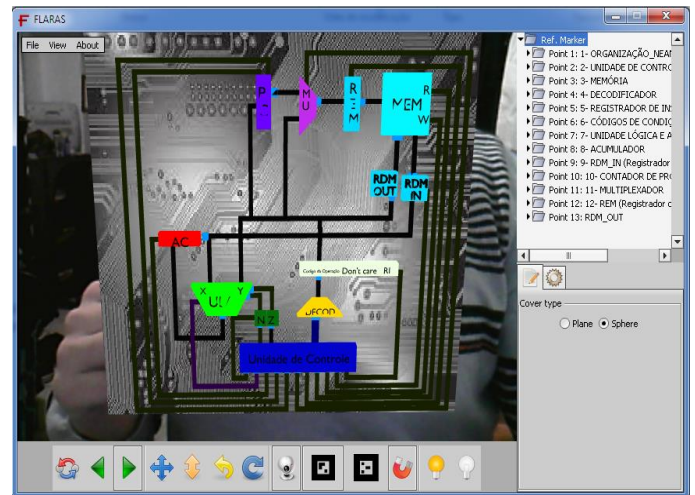 FLARAS
File View About
Ref. Marker
Point 1: 1- ORGANIZAÇÃO_NEA
Point 2: 2- UNIDADE DE CONTRO
Point 3: 3- MEMÓRIA
Point 4: 4- DECODIFICADOR
Point 5: 5- REGISTRADOR DE IN
Point 6: 6- CÓDIGOS DE CONDIÇ
Point 7: 7- UNIDADE LÓGICA E A
Point 8: 8- ACUMULADOR
Point 9: 9- RDM_IN (Registrador
Point 10: 10- CONTADOR DE PRO
Point 11: 11- MULTIPLEXADOR
Point 12: 12- REM (Registrador
Point 13: RDM_OUT
Cover type
Plane Sphere
P
MU
REM
MEM
R
W
RDM OUT
RDM IN
AC
Don't care RI
X Y
UL
N Z
DECOD
Unidade de Controle